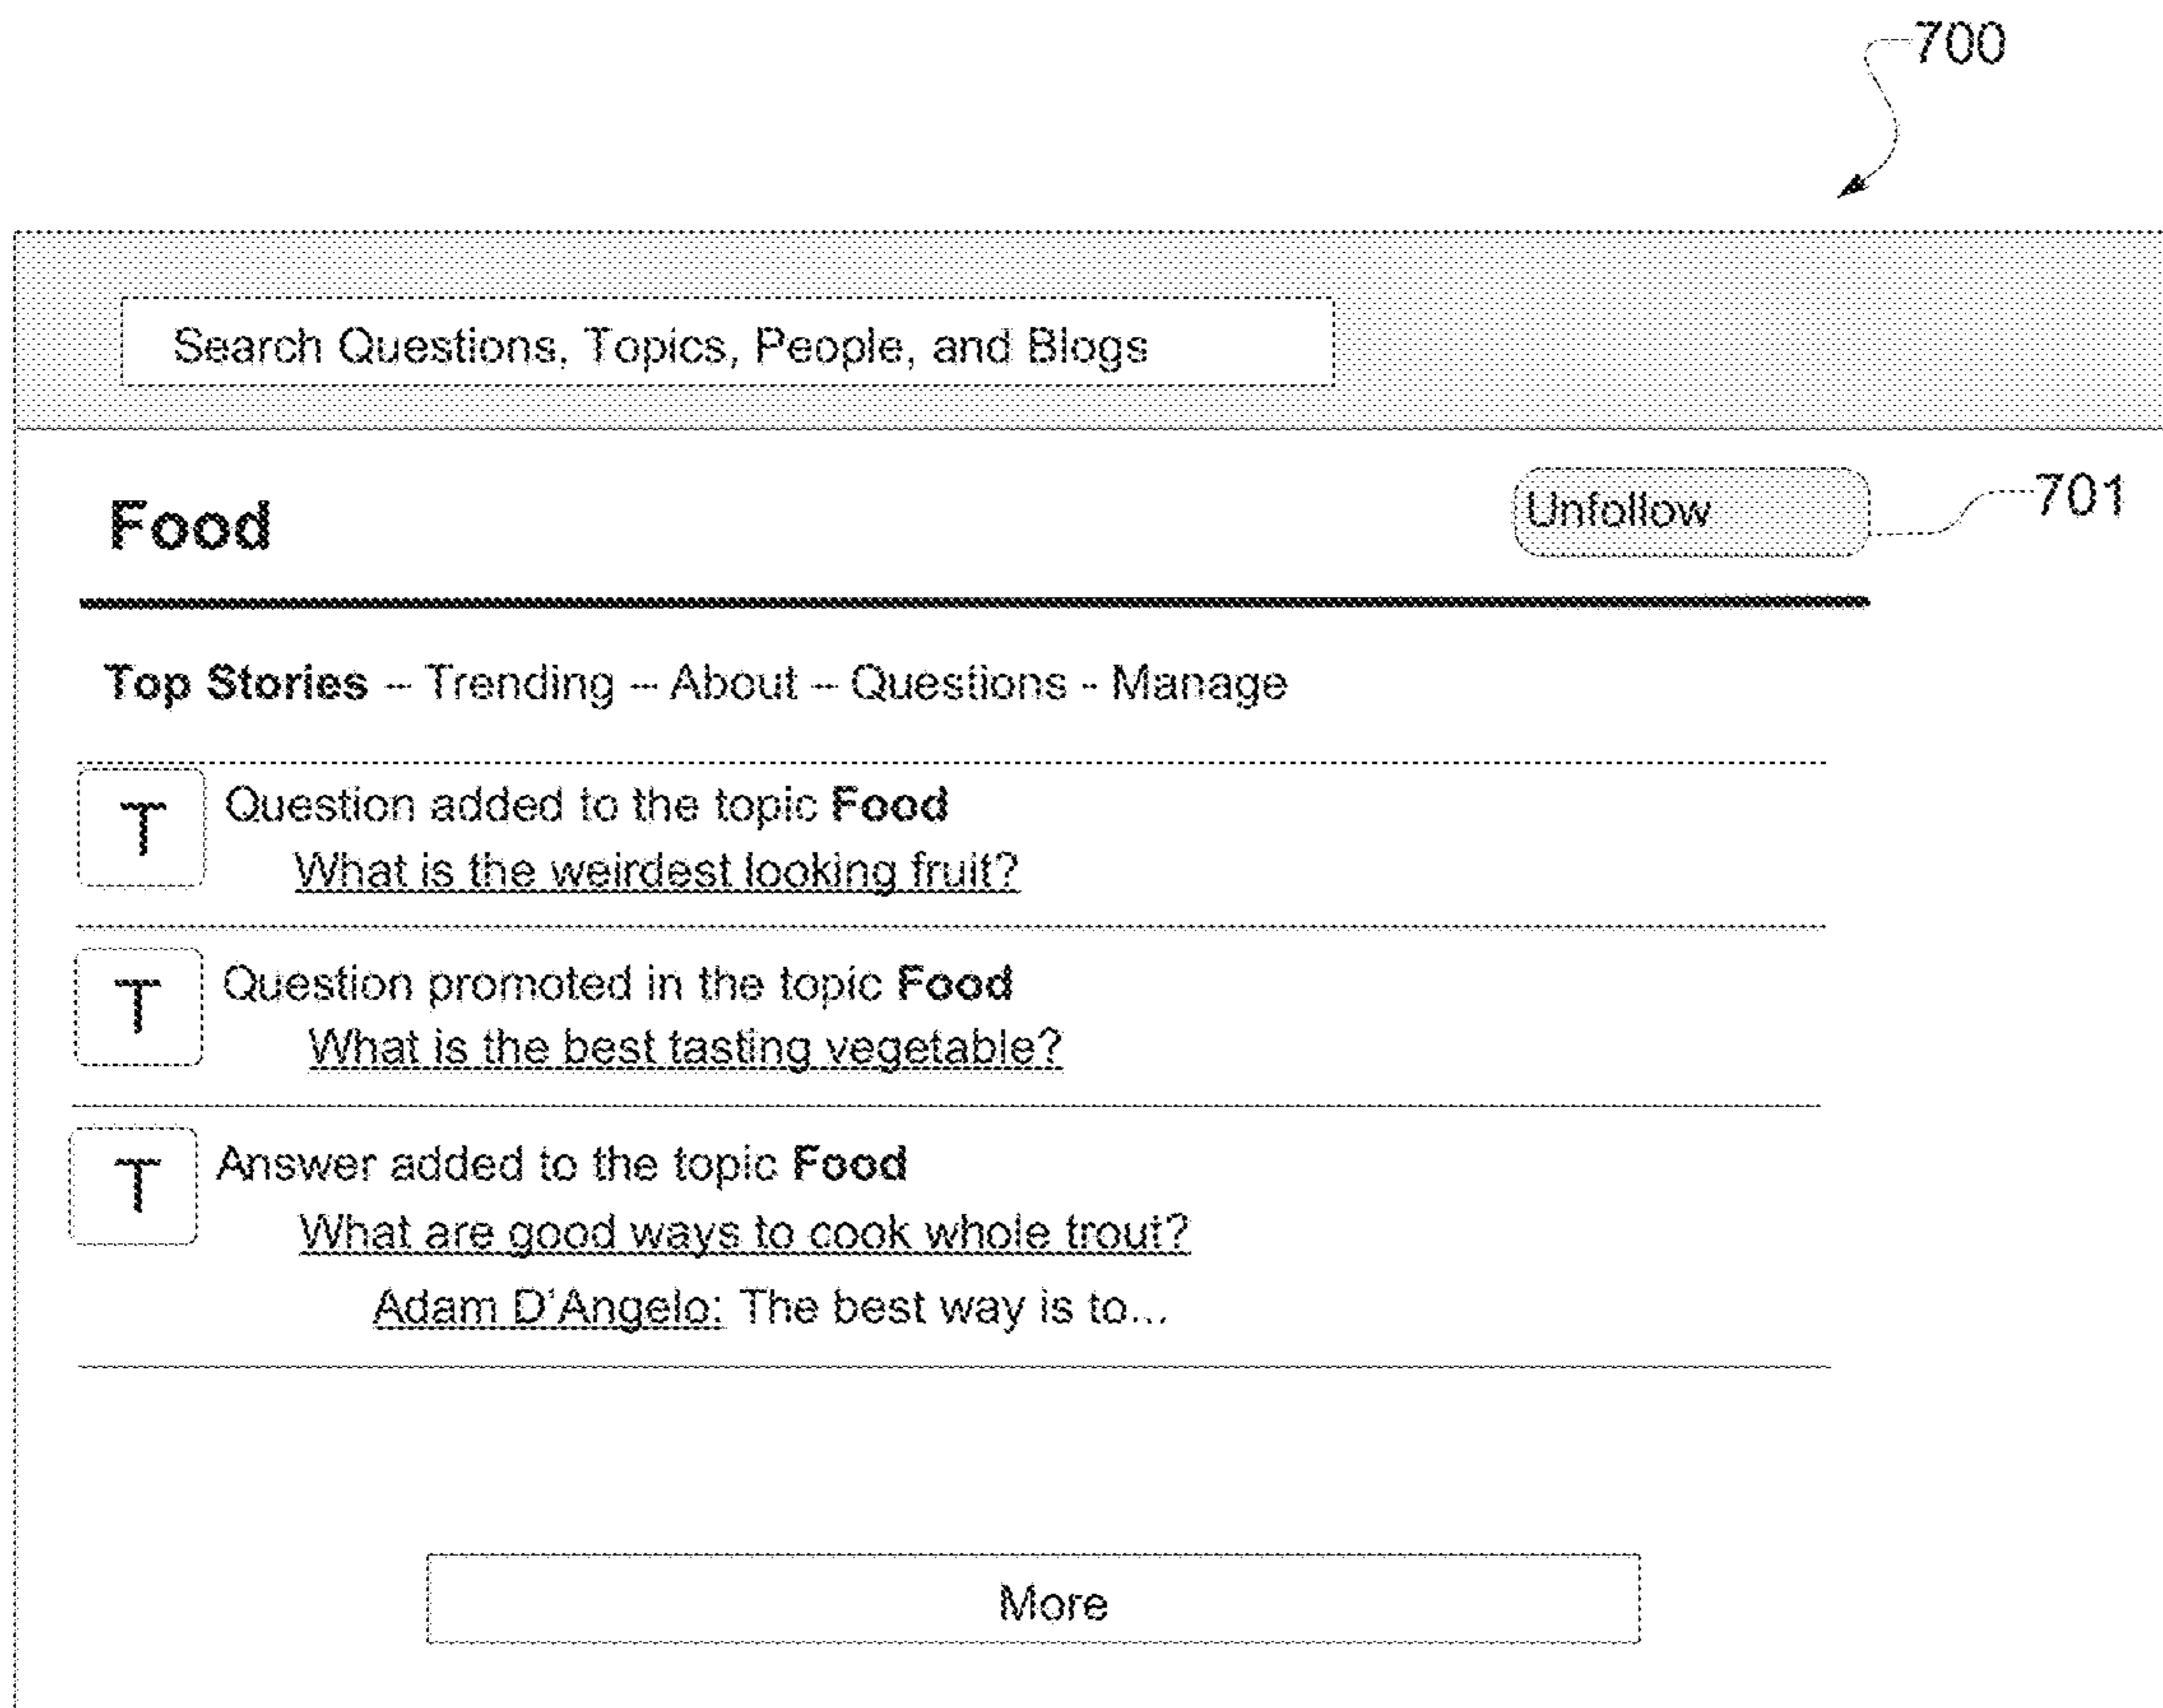 700
Search Questions, Topics, People, and Blogs
Food
Unfollow
701
Top Stories – Trending – About – Questions - Manage
T
Question added to the topic Food
What is the weirdest looking fruit?
T
Question promoted in the topic Food
What is the best tasting vegetable?
T
Answer added to the topic Food
What are good ways to cook whole trout?
Adam D'Angelo: The best way is to...
More